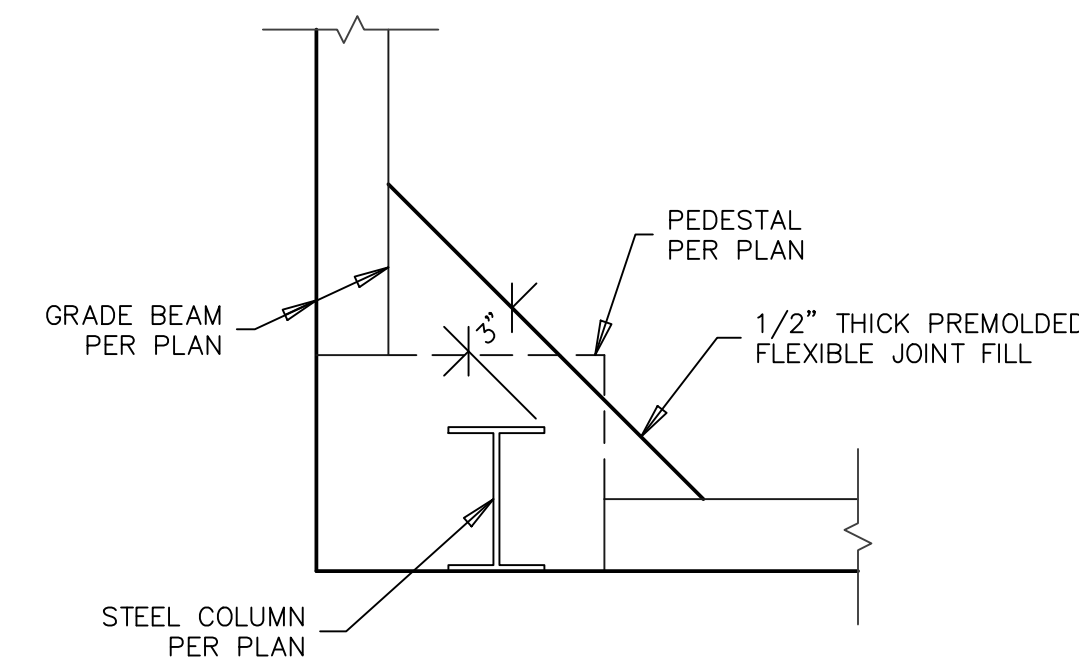 PEDESTAL
PER PLAN
GRADE BEAM
PER PLAN
3"
1/2" THICK PREMOLDED
FLEXIBLE JOINT FILL
STEEL COLUMN
PER PLAN